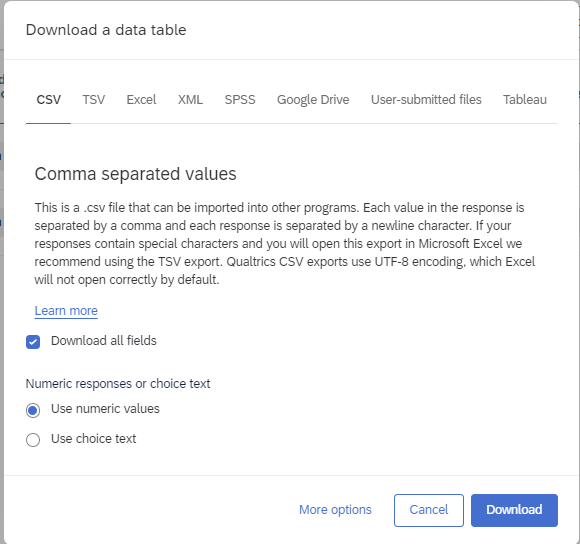 Download a data table
CSV TSV Excel XML SPSS Google Drive User-submitted files Tableau
Comma separated values
This is a .csv file that can be imported into other programs. Each value in the response is
separated by a comma and each response is separated by a newline character. If your
responses contain special characters and you will open this export in Microsoft Excel we
recommend using the TSV export. Qualtrics CSV exports use UTF-8 encoding, which Excel
will not open correctly by default.
Learn more
Download all fields
Numeric responses or choice text
Use numeric values
Use choice text
More options Cancel Download